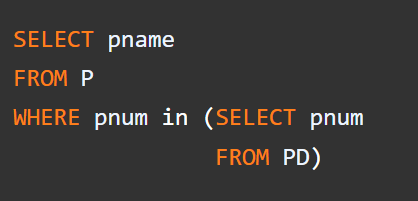 SELECT pname
FROM P
WHERE pnum in (SELECT pnum
FROM PD)